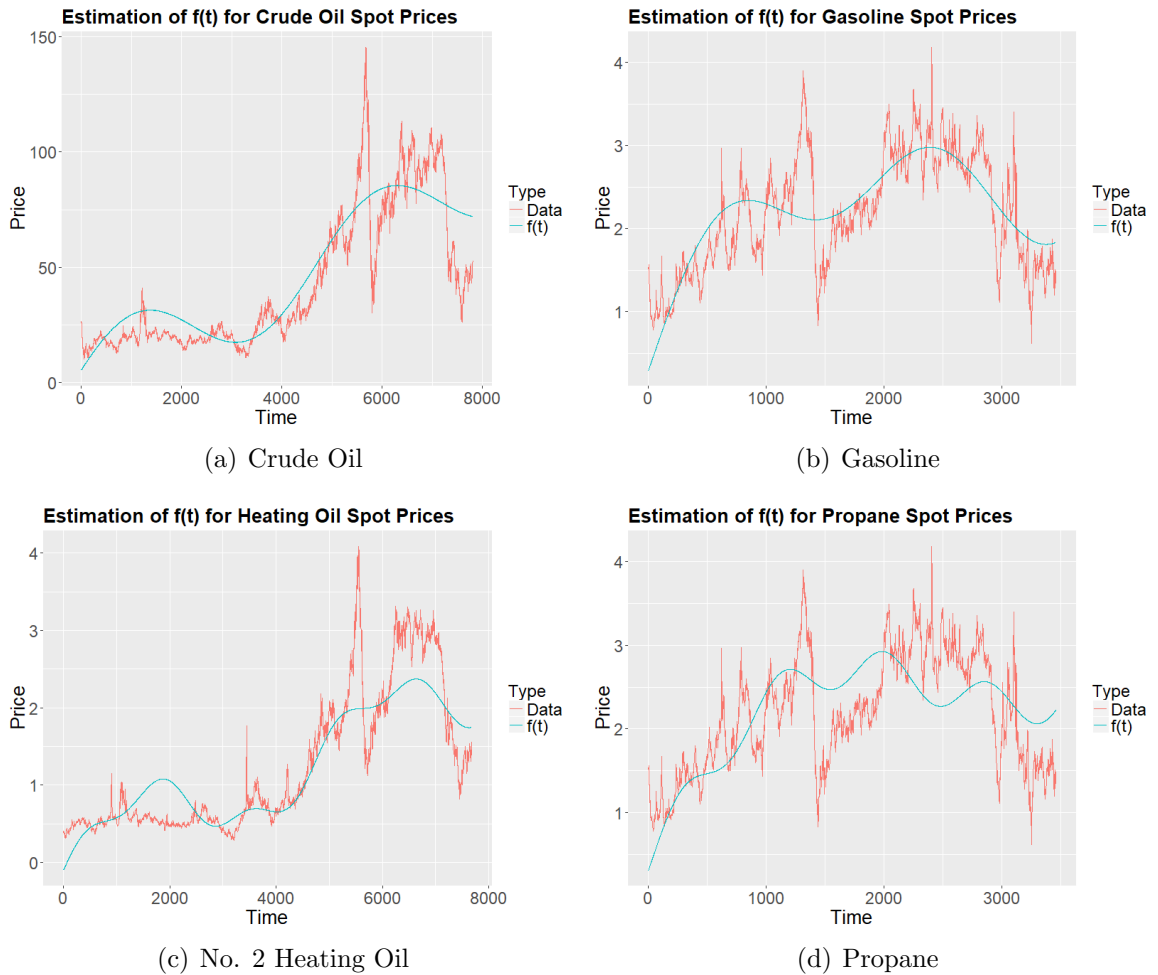 Estimation of f(t) for Crude Oil Spot Prices
150
100
50
0
Price
0 2000 4000 6000 8000
Time
Type
Data
f(t)
(a) Crude Oil
Estimation of f(t) for Gasoline Spot Prices
4
3
2
1
Price
0 1000 2000 3000
Time
Type
Data
f(t)
(b) Gasoline
Estimation of f(t) for Heating Oil Spot Prices
4
3
2
1
0
Price
0 2000 4000 6000 8000
Time
Type
Data
f(t)
(c) No. 2 Heating Oil
Estimation of f(t) for Propane Spot Prices
4
3
2
1
Price
0 1000 2000 3000
Time
Type
Data
f(t)
(d) Propane